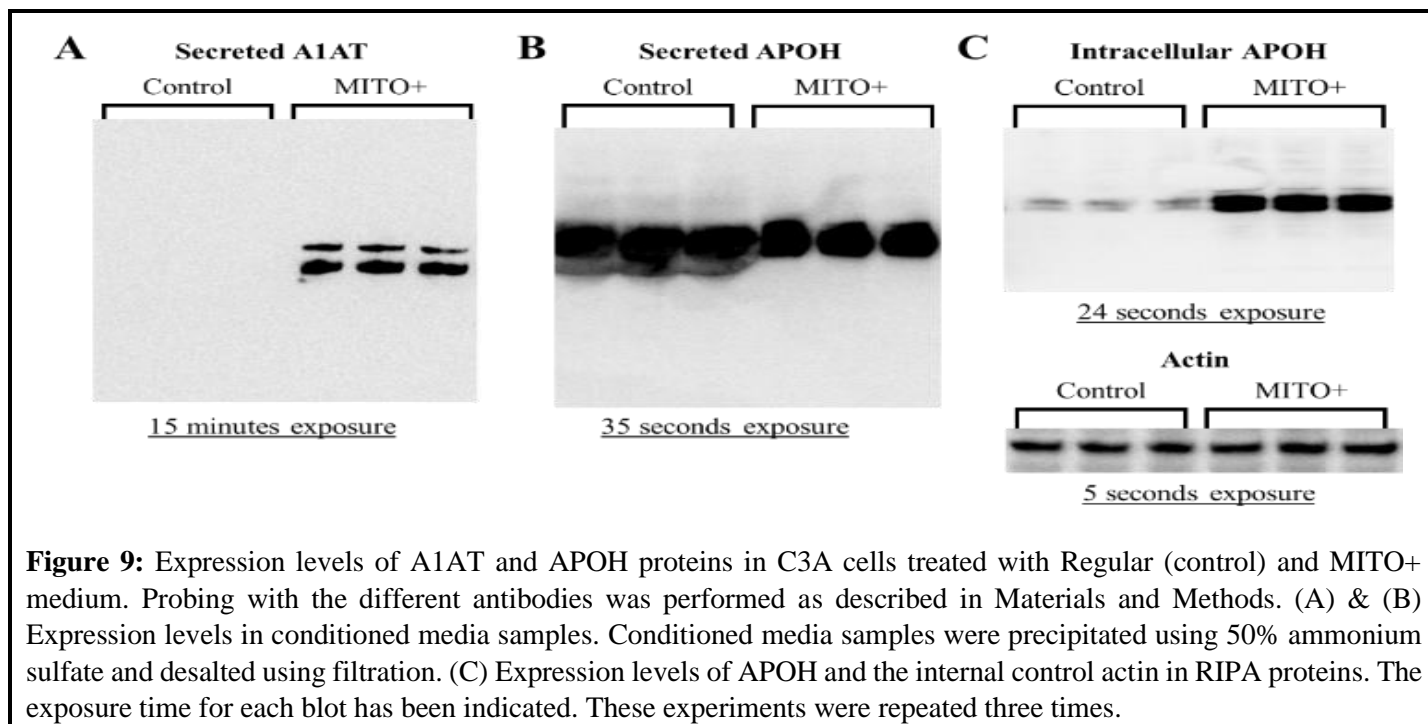 A
Secreted A1AT
Control MITO+
15 minutes exposure
B
Secreted APOH
Control MITO+
35 seconds exposure
C
Intracellular APOH
Control MITO+
24 seconds exposure
Actin
Control MITO+
5 seconds exposure
Figure 9: Expression levels of A1AT and APOH proteins in C3A cells treated with Regular (control) and MITO+
medium. Probing with the different antibodies was performed as described in Materials and Methods. (A) & (B)
Expression levels in conditioned media samples. Conditioned media samples were precipitated using 50% ammonium
sulfate and desalted using filtration. (C) Expression levels of APOH and the internal control actin in RIPA proteins. The
exposure time for each blot has been indicated. These experiments were repeated three times.